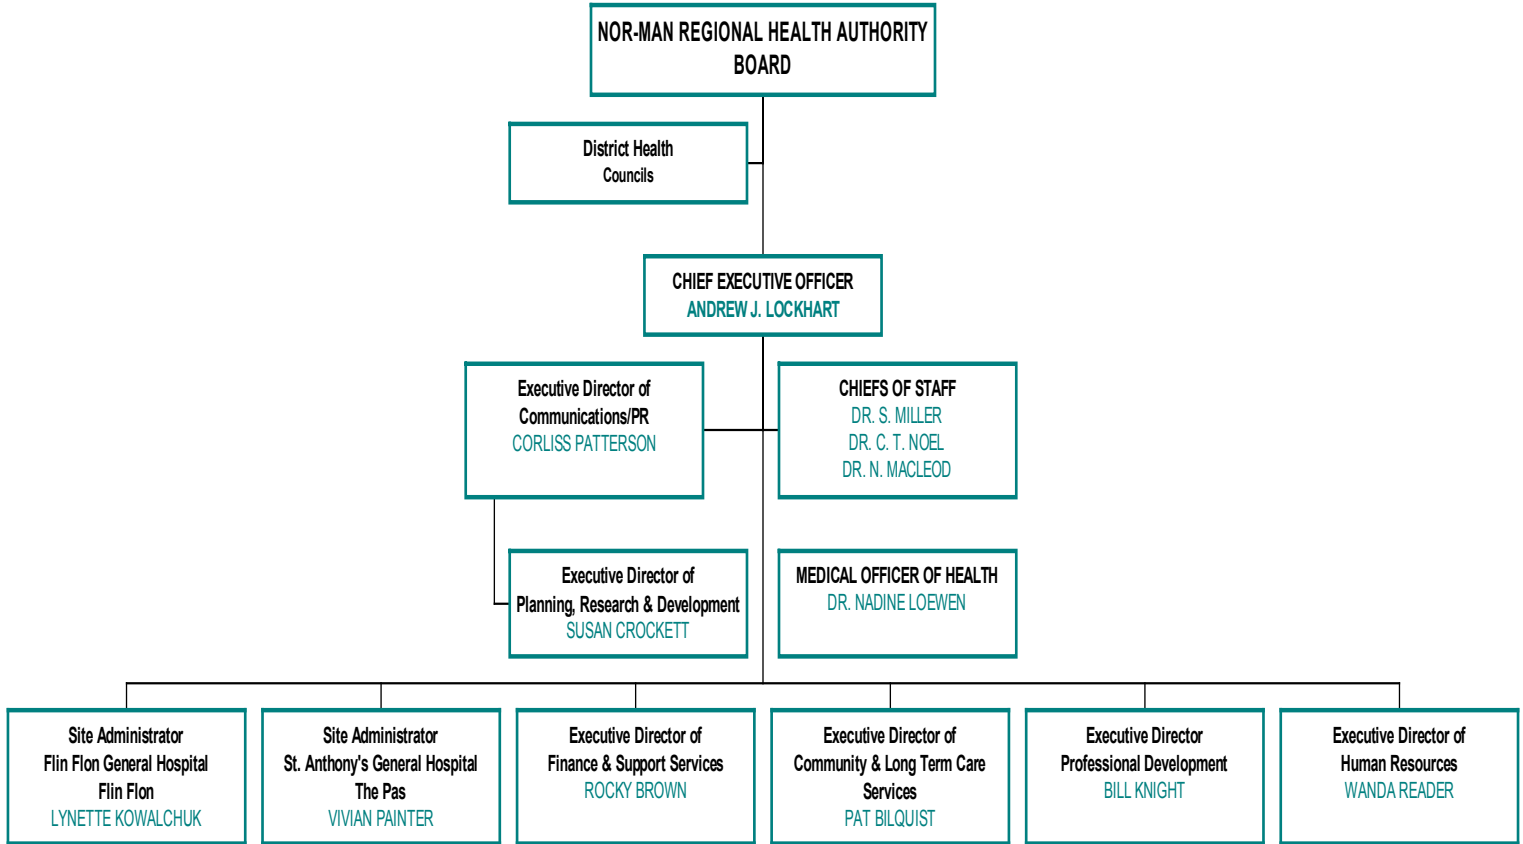 NOR-MAN REGIONAL HEALTH AUTHORITY
BOARD
District Health
Councils
CHIEF EXECUTIVE OFFICER
ANDREW J. LOCKHART
Executive Director of
Communications/PR
CORLISS PATTERSON
CHIEFS OF STAFF
DR. S. MILLER
DR. C. T. NOEL
DR. N. MACLEOD
Executive Director of
Planning, Research & Development
SUSAN CROCKETT
MEDICAL OFFICER OF HEALTH
DR. NADINE LOEWEN
Site Administrator
Flin Flon General Hospital
Flin Flon
LYNETTE KOWALCHUK
Site Administrator
St. Anthony's General Hospital
The Pas
VIVIAN PAINTER
Executive Director of
Finance & Support Services
ROCKY BROWN
Executive Director of
Community & Long Term Care
Services
PAT BILQUIST
Executive Director
Professional Development
BILL KNIGHT
Executive Director of
Human Resources
WANDA READER